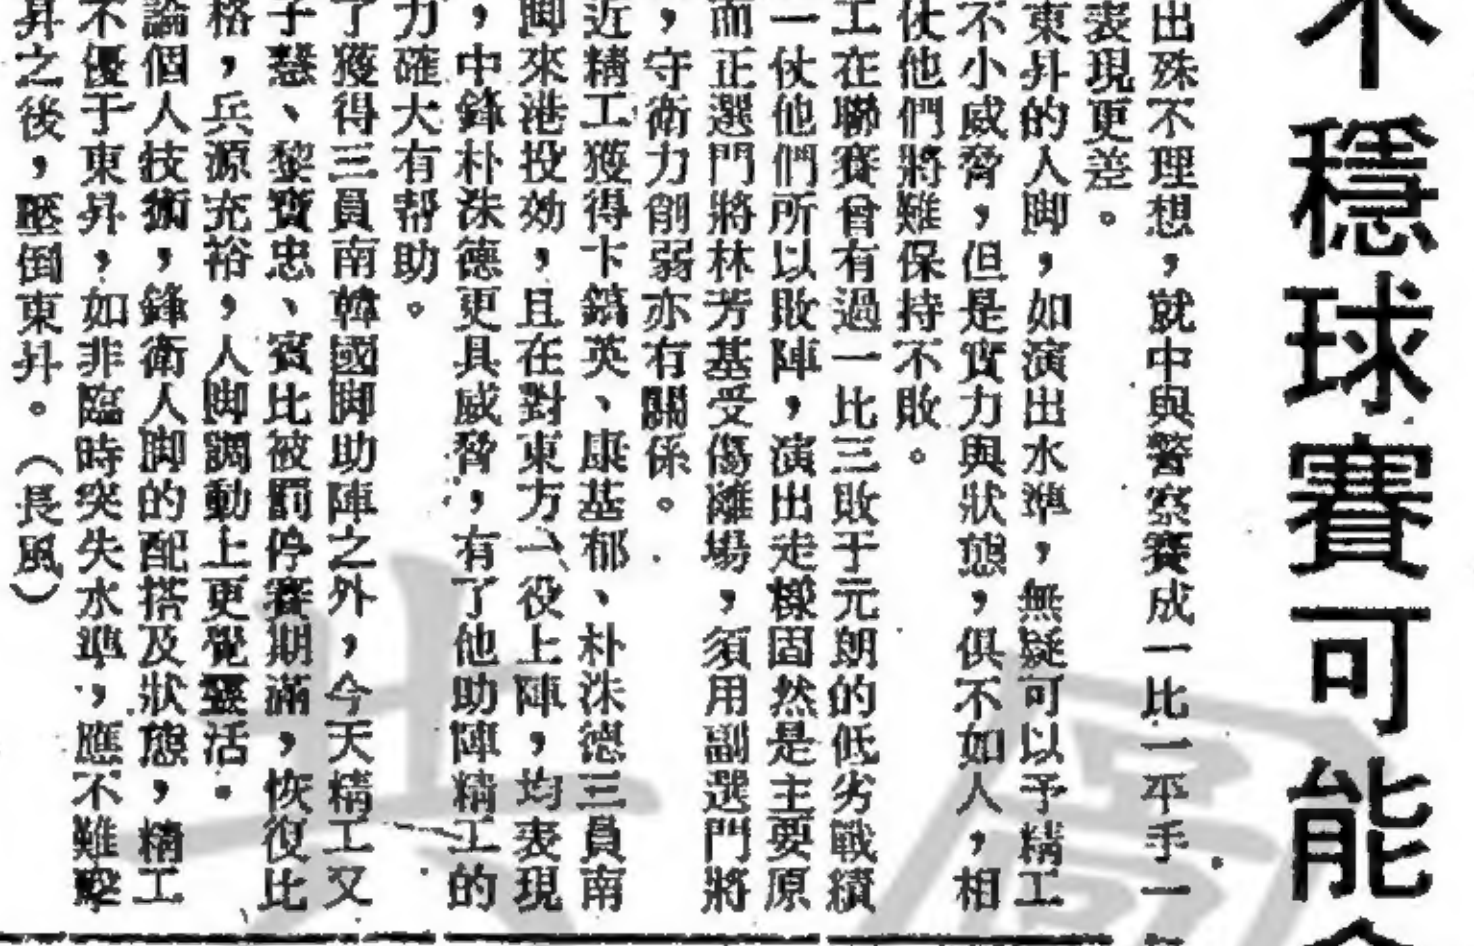 穩球賽可能
出殊不理想，就中與警察賽成一比一平手一
表現更差。
東昇的人脚，如演出水準，無疑可以予精工
不小威脅，但是實力與狀態，俱不如人，相
仗他們將難保持不敗。
工在聯賽曾有過一比三敗于元朗的低劣戰績
一仗他們所以敗陣，演出走樣固然是主要原
而正選門將林芳基受傷離場，須用副選門將
，守衛力削弱亦有關係。
近精工獲得卞鎬英、康基郁、朴洙德三員南
脚來港投効，且在對東方一役上陣，均表現
，中鋒朴洙德更具威脅，有了他助陣精工的
力確大有幫助。
了獲得三員南韓國脚助陣之外，今天精工又
子慧、黎寶忠、賓比被罰停賽期滿，恢復比
格，兵源充裕，人脚調動上更覺靈活。
論個人技術，鋒衛人脚的配搭及狀態，精工
不優于東昇，如非臨時突失水準，應不難擊
昇之後，壓倒東昇。（長風）